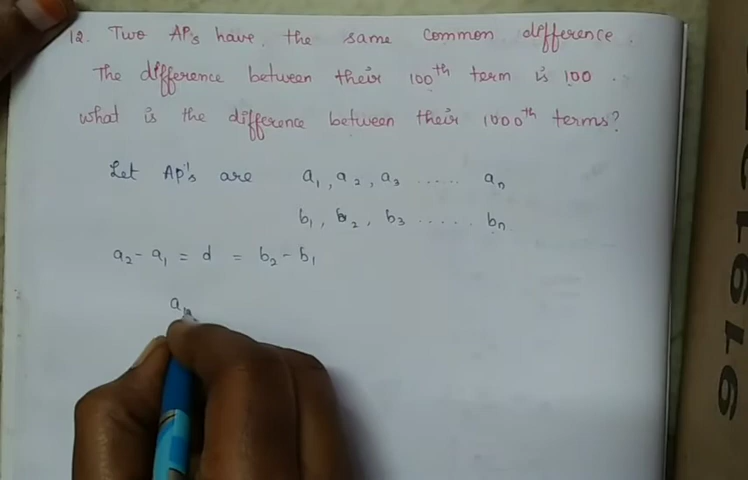 12. Two AP's have the same common difference.
The difference between their 100th term is 100.
what is the difference between their 1000th terms?
Let AP's are a1, a2, a3 ..... an
b1, b2, b3 ..... bn
a2 - a1 = d = b2 - b1
a
9196